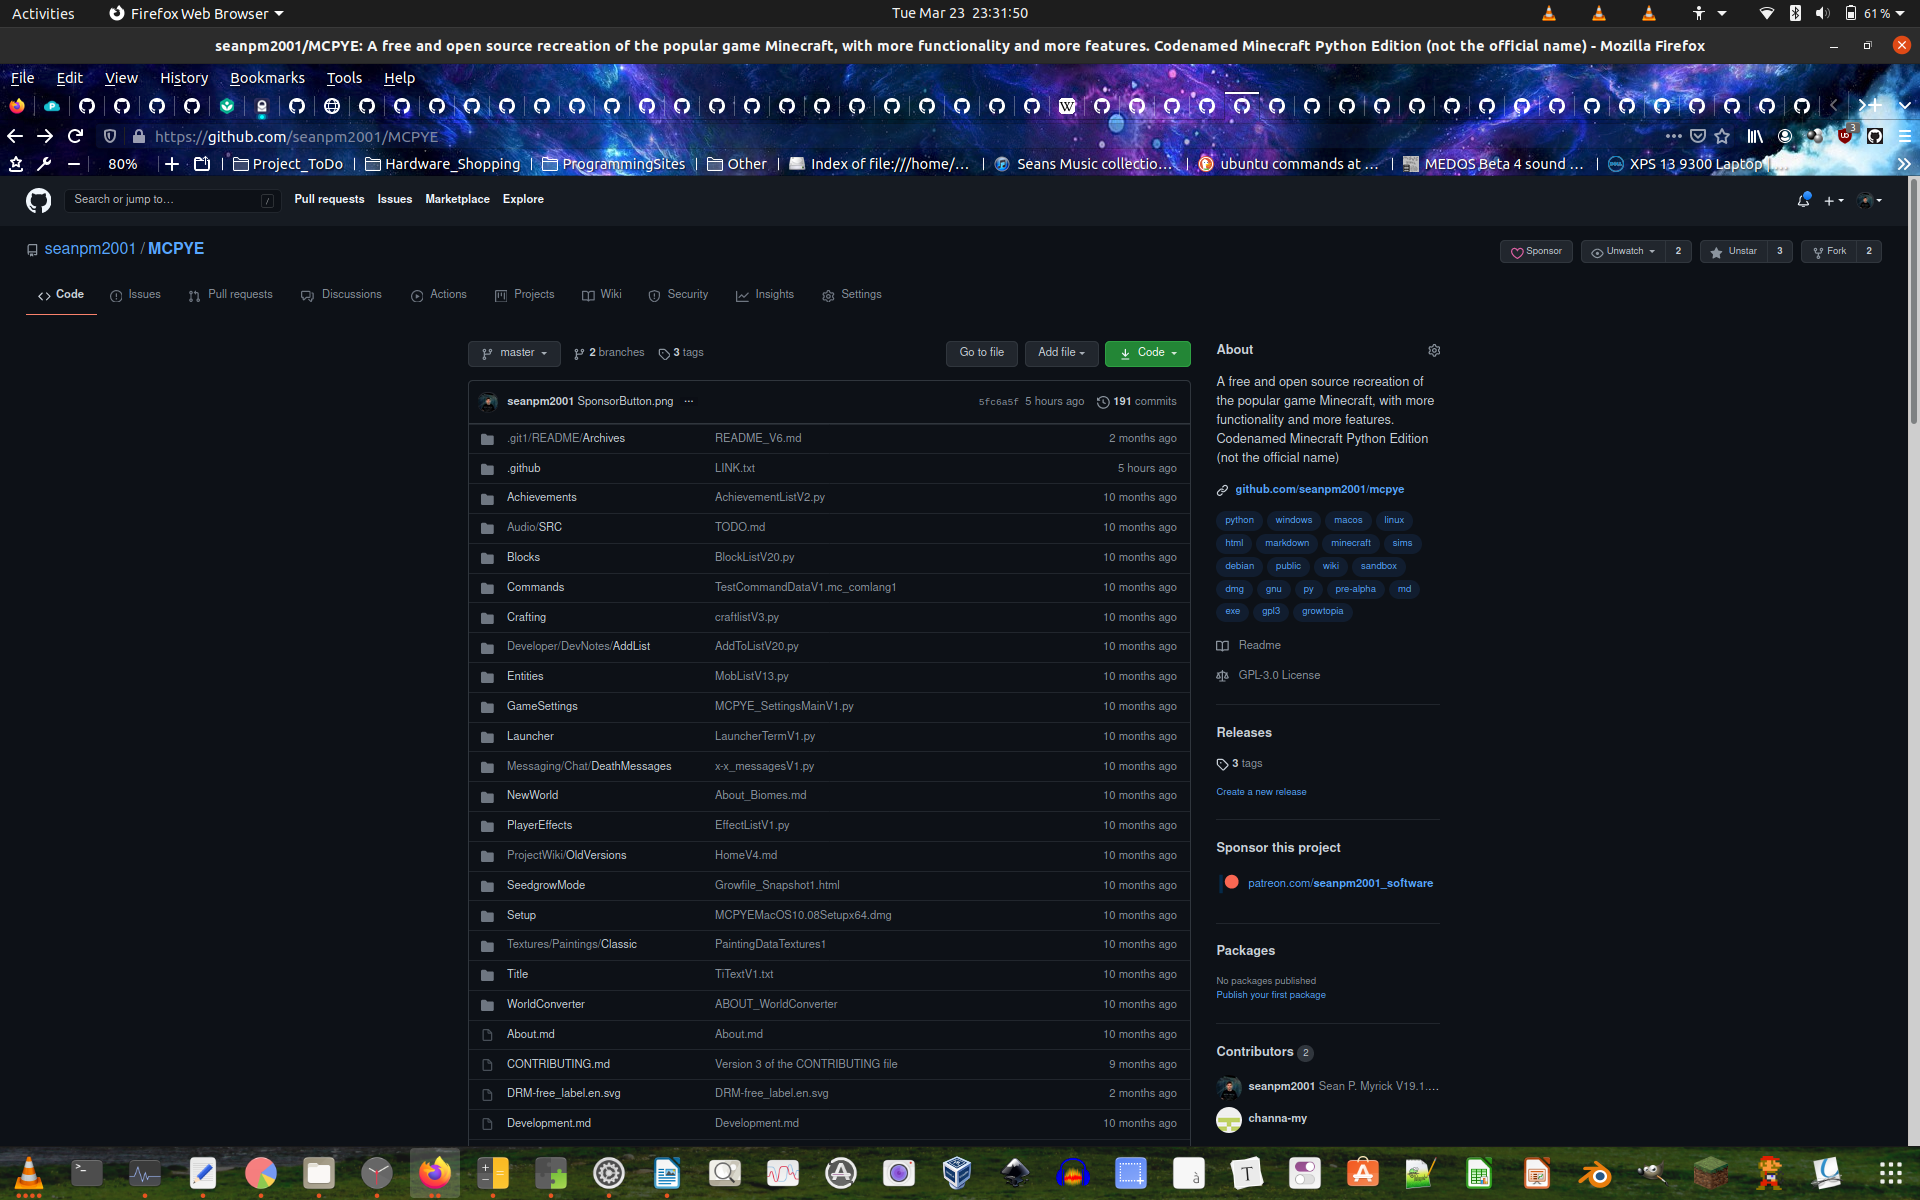 Activities Firefox Web Browser Tue Mar 23 23:31:50 61 %
seanpm2001/MCPYE: A free and open source recreation of the popular game Minecraft, with more functionality and more features. Codenamed Minecraft Python Edition (not the official name) - Mozilla Firefox
File Edit View History Bookmarks Tools Help
https://github.com/seanpm2001/MCPYE 3
80% Project_ToDo Hardware_Shopping ProgrammingSites Other Index of file:///home/... Seans Music collectio... ubuntu commands at ... MEDOS Beta 4 sound ... XPS 13 9300 Laptop |...
Search or jump to... / Pull requests Issues Marketplace Explore
seanpm2001 / MCPYE Sponsor Unwatch 2 Unstar 3 Fork 2
Code Issues Pull requests Discussions Actions Projects Wiki Security Insights Settings
master 2 branches 3 tags Go to file Add file Code
seanpm2001 SponsorButton.png ... 5fc6a5f 5 hours ago 191 commits
.git1/README/Archives README_V6.md 2 months ago
.github LINK.txt 5 hours ago
Achievements AchievementListV2.py 10 months ago
Audio/SRC TODO.md 10 months ago
Blocks BlockListV20.py 10 months ago
Commands TestCommandDataV1.mc_comlang1 10 months ago
Crafting craftlistV3.py 10 months ago
Developer/DevNotes/AddList AddToListV20.py 10 months ago
Entities MobListV13.py 10 months ago
GameSettings MCPYE_SettingsMainV1.py 10 months ago
Launcher LauncherTermV1.py 10 months ago
Messaging/Chat/DeathMessages x-x_messagesV1.py 10 months ago
NewWorld About_Biomes.md 10 months ago
PlayerEffects EffectListV1.py 10 months ago
ProjectWiki/OldVersions HomeV4.md 10 months ago
SeedgrowMode Growfile_Snapshot1.html 10 months ago
Setup MCPYEMacOS10.08Setupx64.dmg 10 months ago
Textures/Paintings/Classic PaintingDataTextures1 10 months ago
Title TiTextV1.txt 10 months ago
WorldConverter ABOUT_WorldConverter 10 months ago
About.md About.md 10 months ago
CONTRIBUTING.md Version 3 of the CONTRIBUTING file 9 months ago
DRM-free_label.en.svg DRM-free_label.en.svg 2 months ago
Development.md Development.md 10 months ago
About
A free and open source recreation of
the popular game Minecraft, with more
functionality and more features.
Codenamed Minecraft Python Edition
(not the official name)
github.com/seanpm2001/mcpye
python windows macos linux
html markdown minecraft sims
debian public wiki sandbox
dmg gnu py pre-alpha md
exe gpl3 growtopia
Readme
GPL-3.0 License
Releases
3 tags
Create a new release
Sponsor this project
patreon.com/seanpm2001_software
Packages
No packages published
Publish your first package
Contributors 2
seanpm2001 Sean P. Myrick V19.1....
channa-my